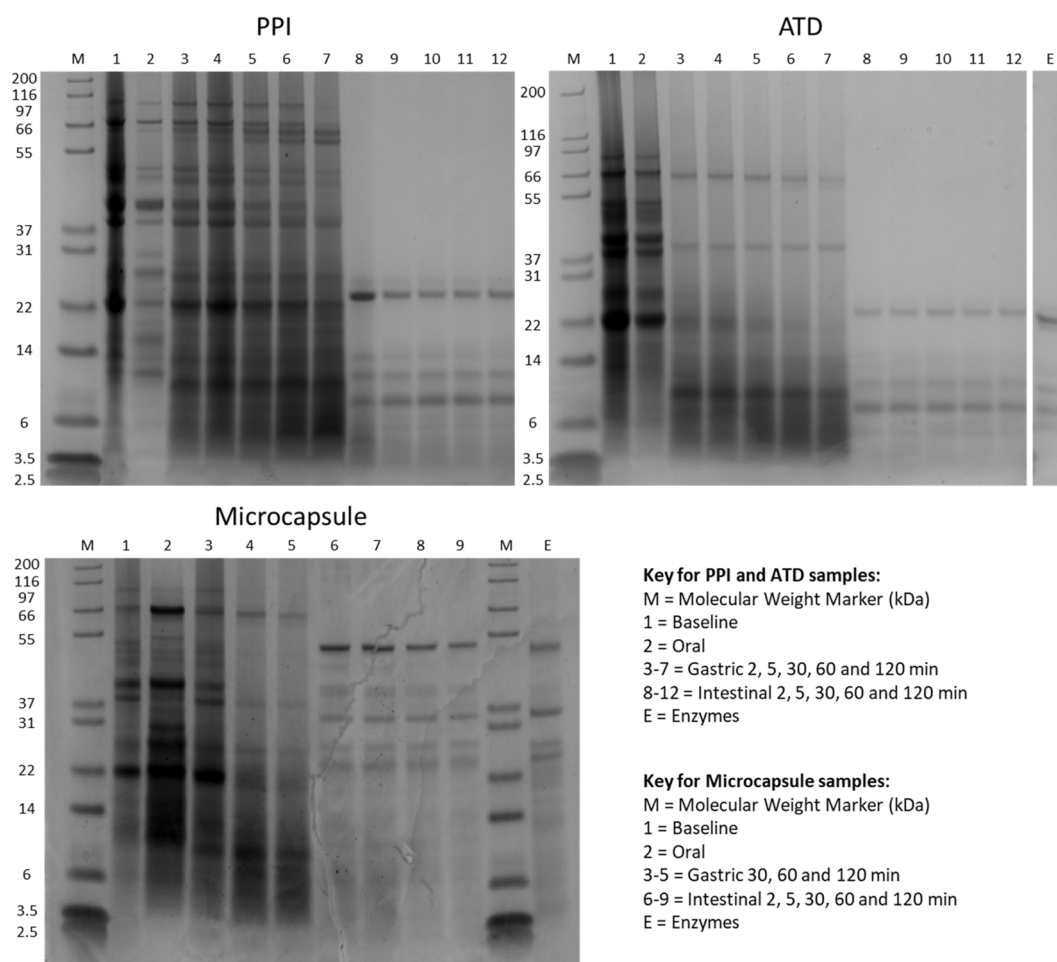 PPI
M 1 2 3 4 5 6 7 8 9 10 11 12
200
116
97
66
55
37
31
22
14
6
3.5
2.5
ATD
M 1 2 3 4 5 6 7 8 9 10 11 12 E
200
116
97
66
55
37
31
22
14
6
3.5
2.5
Microcapsule
M 1 2 3 4 5 6 7 8 9 M E
200
116
97
66
55
37
31
22
14
6
3.5
2.5
Key for PPI and ATD samples:
M = Molecular Weight Marker (kDa)
1 = Baseline
2 = Oral
3-7 = Gastric 2, 5, 30, 60 and 120 min
8-12 = Intestinal 2, 5, 30, 60 and 120 min
E = Enzymes
Key for Microcapsule samples:
M = Molecular Weight Marker (kDa)
1 = Baseline
2 = Oral
3-5 = Gastric 30, 60 and 120 min
6-9 = Intestinal 2, 5, 30, 60 and 120 min
E = Enzymes